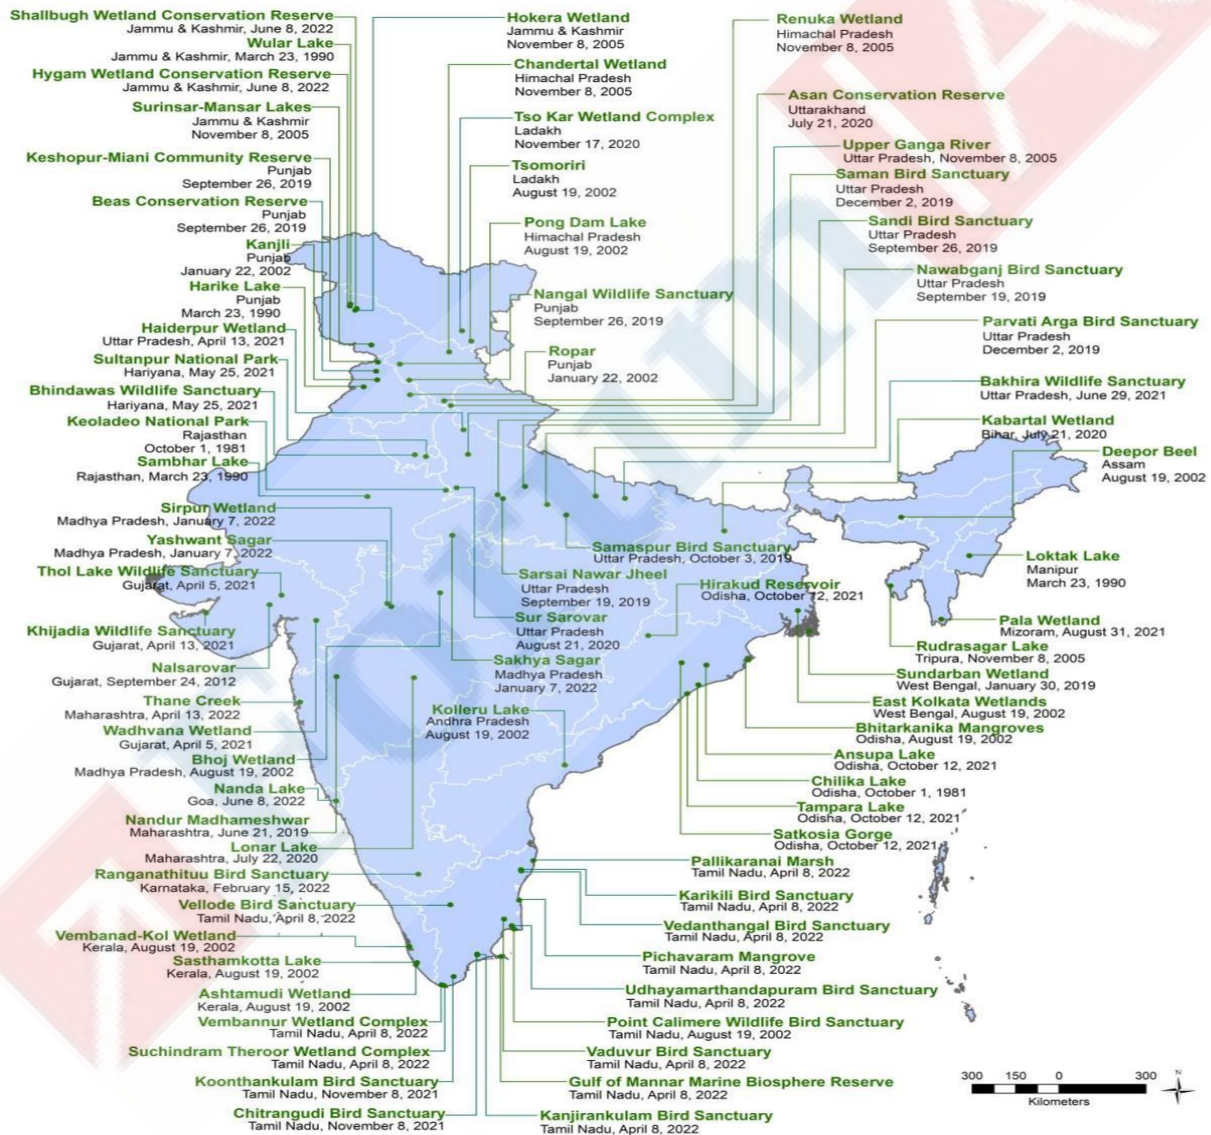 Shallbugh Wetland Conservation Reserve
Jammu & Kashmir, June 8, 2022
Wular Lake
Jammu & Kashmir, March 23, 1990
Hygam Wetland Conservation Reserve
Jammu & Kashmir, June 8, 2022
Surinsar-Mansar Lakes
Jammu & Kashmir
November 8, 2005
Keshopur-Miani Community Reserve
Punjab
September 26, 2019
Beas Conservation Reserve
Punjab
September 26, 2019
Kanjli
Punjab
January 22, 2002
Harike Lake
Punjab
March 23, 1990
Haiderpur Wetland
Uttar Pradesh, April 13, 2021
Sultanpur National Park
Hariyana, May 25, 2021
Bhindawas Wildlife Sanctuary
Hariyana, May 25, 2021
Keoladeo National Park
Rajasthan
October 1, 1981
Sambhar Lake
Rajasthan, March 23, 1990
Sirpur Wetland
Madhya Pradesh, January 7, 2022
Yashwant Sagar
Madhya Pradesh, January 7, 2022
Thol Lake Wildlife Sanctuary
Gujarat, April 5, 2021
Khijadia Wildlife Sanctuary
Gujarat, April 13, 2021
Nalsarovar
Gujarat, September 24, 2012
Thane Creek
Maharashtra, April 13, 2022
Wadhvana Wetland
Gujarat, April 5, 2021
Bhoj Wetland
Madhya Pradesh, August 19, 2002
Nanda Lake
Goa, June 8, 2022
Nandur Madhameshwar
Maharashtra, June 21, 2019
Lonar Lake
Maharashtra, July 22, 2020
Ranganathituu Bird Sanctuary
Karnataka, February 15, 2022
Vellode Bird Sanctuary
Tamil Nadu, April 8, 2022
Vembanad-Kol Wetland
Kerala, August 19, 2002
Sasthamkotta Lake
Kerala, August 19, 2002
Ashtamudi Wetland
Kerala, August 19, 2002
Vembannur Wetland Complex
Tamil Nadu, April 8, 2022
Suchindram Theroor Wetland Complex
Tamil Nadu, April 8, 2022
Koonthankulam Bird Sanctuary
Tamil Nadu, November 8, 2021
Chitrangudi Bird Sanctuary
Tamil Nadu, November 8, 2021
Hokera Wetland
Jammu & Kashmir
November 8, 2005
Chandertal Wetland
Himachal Pradesh
November 8, 2005
Tso Kar Wetland Complex
Ladakh
November 17, 2020
Tsomoriri
Ladakh
August 19, 2002
Pong Dam Lake
Himachal Pradesh
August 19, 2002
Nangal Wildlife Sanctuary
Punjab
September 26, 2019
Ropar
Punjab
January 22, 2002
Renuka Wetland
Himachal Pradesh
November 8, 2005
Asan Conservation Reserve
Uttarakhand
July 21, 2020
Upper Ganga River
Uttar Pradesh, November 8, 2005
Saman Bird Sanctuary
Uttar Pradesh
December 2, 2019
Sandi Bird Sanctuary
Uttar Pradesh
September 26, 2019
Nawabganj Bird Sanctuary
Uttar Pradesh
September 19, 2019
Parvati Arga Bird Sanctuary
Uttar Pradesh
December 2, 2019
Bakhira Wildlife Sanctuary
Uttar Pradesh, June 29, 2021
Kabartal Wetland
Bihar, July 21, 2020
Deepor Beel
Assam
August 19, 2002
Samaspur Bird Sanctuary
Uttar Pradesh, October 3, 2019
Sarsai Nawar Jheel
Uttar Pradesh
September 19, 2019
Hirakud Reservoir
Odisha, October 12, 2021
Sur Sarovar
Uttar Pradesh
August 21, 2020
Sakhya Sagar
Madhya Pradesh
January 7, 2022
Kolleru Lake
Andhra Pradesh
August 19, 2002
Loktak Lake
Manipur
March 23, 1990
Pala Wetland
Mizoram, August 31, 2021
Rudrasagar Lake
Tripura, November 8, 2005
Sundarban Wetland
West Bengal, January 30, 2019
East Kolkata Wetlands
West Bengal, August 19, 2002
Bhitarkanika Mangroves
Odisha, August 19, 2002
Ansupa Lake
Odisha, October 12, 2021
Chilika Lake
Odisha, October 1, 1981
Tampara Lake
Odisha, October 12, 2021
Satkosia Gorge
Odisha, October 12, 2021
Pallikaranai Marsh
Tamil Nadu, April 8, 2022
Karikili Bird Sanctuary
Tamil Nadu, April 8, 2022
Vedanthangal Bird Sanctuary
Tamil Nadu, April 8, 2022
Pichavaram Mangrove
Tamil Nadu, April 8, 2022
Udhayamarthandapuram Bird Sanctuary
Tamil Nadu, April 8, 2022
Point Calimere Wildlife Bird Sanctuary
Tamil Nadu, August 19, 2002
Vaduvur Bird Sanctuary
Tamil Nadu, April 8, 2022
Gulf of Mannar Marine Biosphere Reserve
Tamil Nadu, April 8, 2022
Kanjirankulam Bird Sanctuary
Tamil Nadu, April 8, 2022
300 150 0 300
Kilometers
N